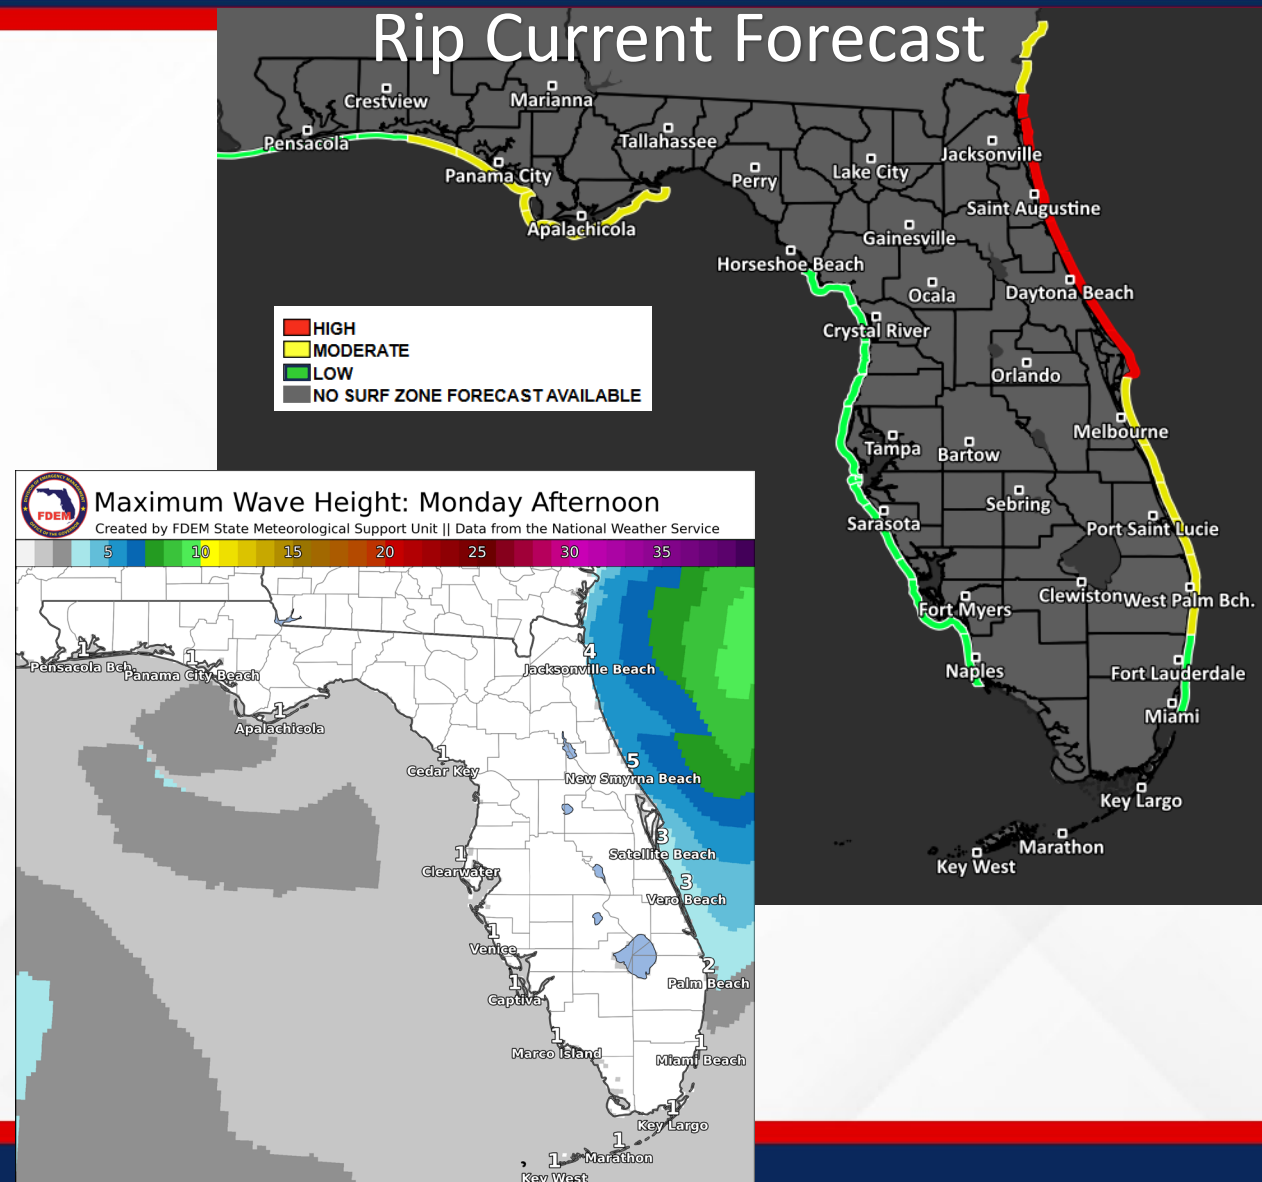 Rip Current Forecast
Crestview
Marianna
Pensacola
Tallahassee
Jacksonville
Panama City
Perry
Lake City
Saint Augustine
Apalachicola
Gainesville
Horseshoe Beach
Ocala
Daytona Beach
Crystal River
HIGH
MODERATE
LOW
NO SURF ZONE FORECAST AVAILABLE
Orlando
Melbourne
Tampa
Bartow
Sebring
Sarasota
Port Saint Lucie
Clewiston
West Palm Bch.
Fort Myers
Naples
Fort Lauderdale
Miami
Key Largo
Marathon
Key West
FDEM
Maximum Wave Height: Monday Afternoon
Created by FDEM State Meteorological Support Unit || Data from the National Weather Service
5 10 15 20 25 30 35
4
Jacksonville Beach
1
Pensacola Bch.
1
Panama City Beach
1
Apalachicola
1
Cedar Key
5
New Smyrna Beach
3
Satellite Beach
1
Clearwater
3
Vero Beach
1
Venice
2
Palm Beach
1
Captiva
1
Marco Island
1
Miami Beach
1
Key Largo
1
Marathon
1
Key West